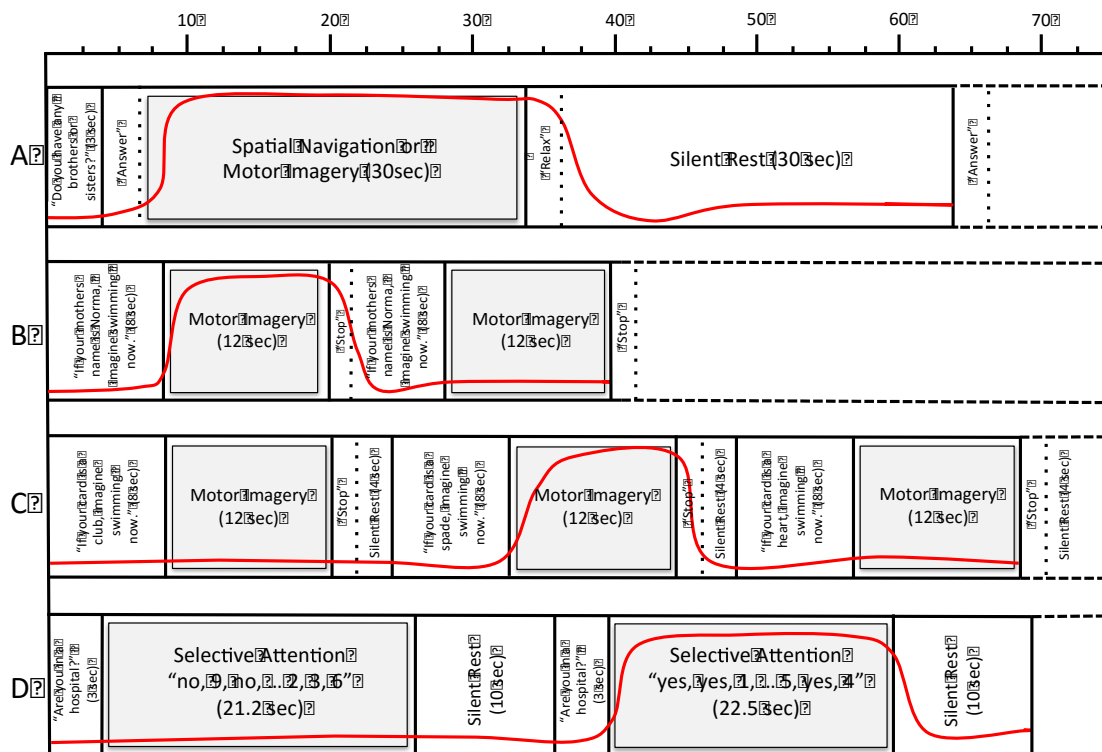 10
20
30
40
50
60
70
A
"Do you have any
brothers or
sisters?" (3 sec)
"Answer"
Spatial Navigation or
Motor Imagery (30sec)
"Relax"
Silent Rest (30 sec)
"Answer"
B
"If your mothers
name is Norma,
imagine swimming
now." (8 sec)
Motor Imagery
(12 sec)
"Stop"
"If your mothers
name is Norma,
imagine swimming
now." (8 sec)
Motor Imagery
(12 sec)
"Stop"
C
"If your card is a
club, imagine
swimming
now." (8 sec)
Motor Imagery
(12 sec)
"Stop"
Silent Rest (4 sec)
"If your card is a
spade, imagine
swimming
now." (8 sec)
Motor Imagery
(12 sec)
"Stop"
Silent Rest (4 sec)
"If your card is a
heart, imagine
swimming
now." (8 sec)
Motor Imagery
(12 sec)
"Stop"
Silent Rest (4 sec)
D
"Are you in a
hospital?"
(3 sec)
Selective Attention
"no, 9, no, … 2, 3, 6"
(21.2 sec)
Silent Rest
(10 sec)
"Are you in a
hospital?"
(3 sec)
Selective Attention
"yes, yes, 1, … 5, yes, 4"
(22.5 sec)
Silent Rest
(10 sec)